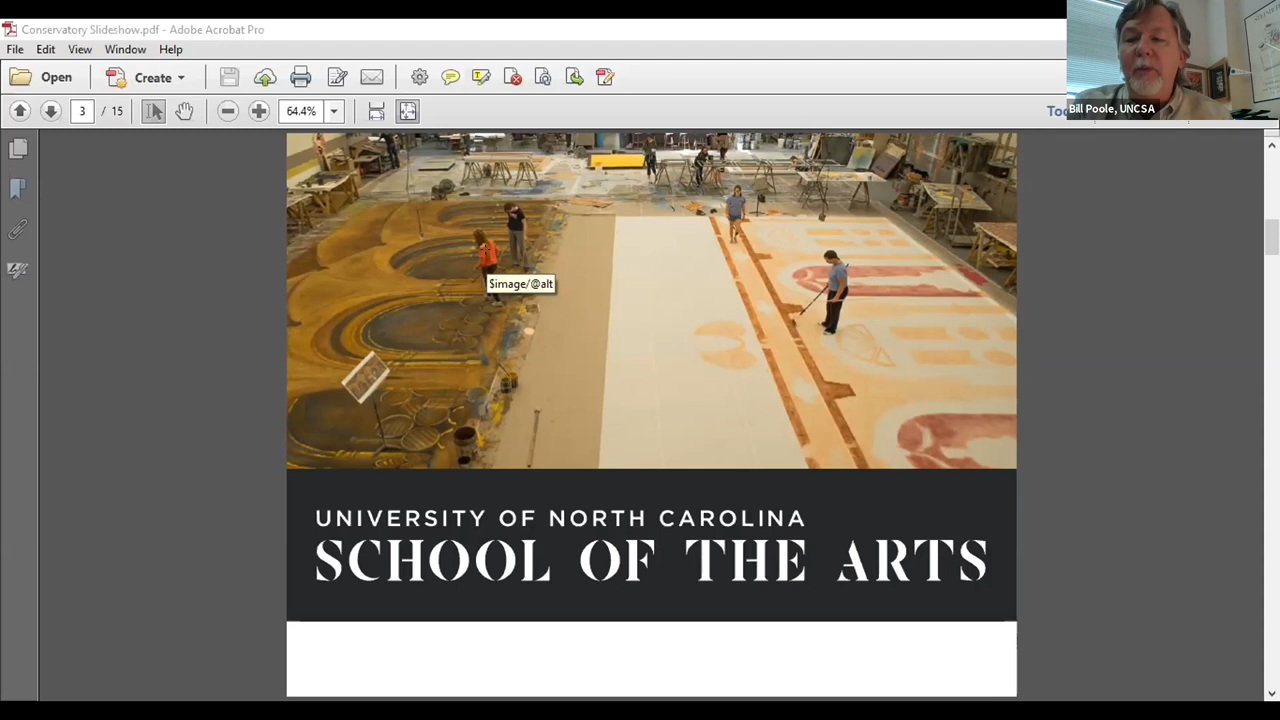 Conservatory Slideshow.pdf - Adobe Acrobat Pro
File Edit View Window Help
Open Create
3 / 15 64.4%
Bill Poole, UNCSA
$image/@alt
UNIVERSITY OF NORTH CAROLINA
SCHOOL OF THE ARTS